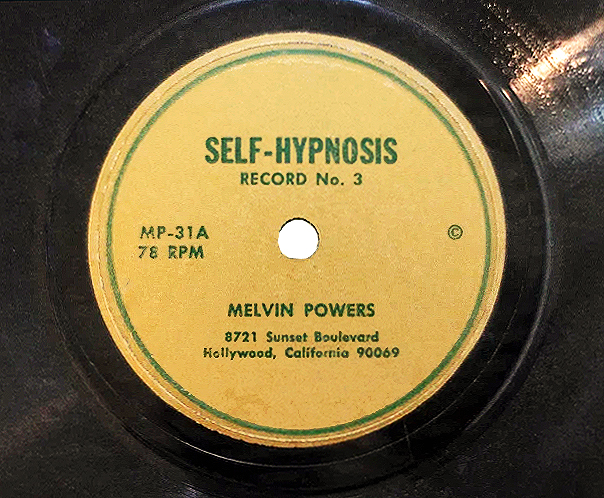 SELF-HYPNOSIS
RECORD No. 3
MP-31A
78 RPM
©
MELVIN POWERS
8721 Sunset Boulevard
Hollywood, California 90069